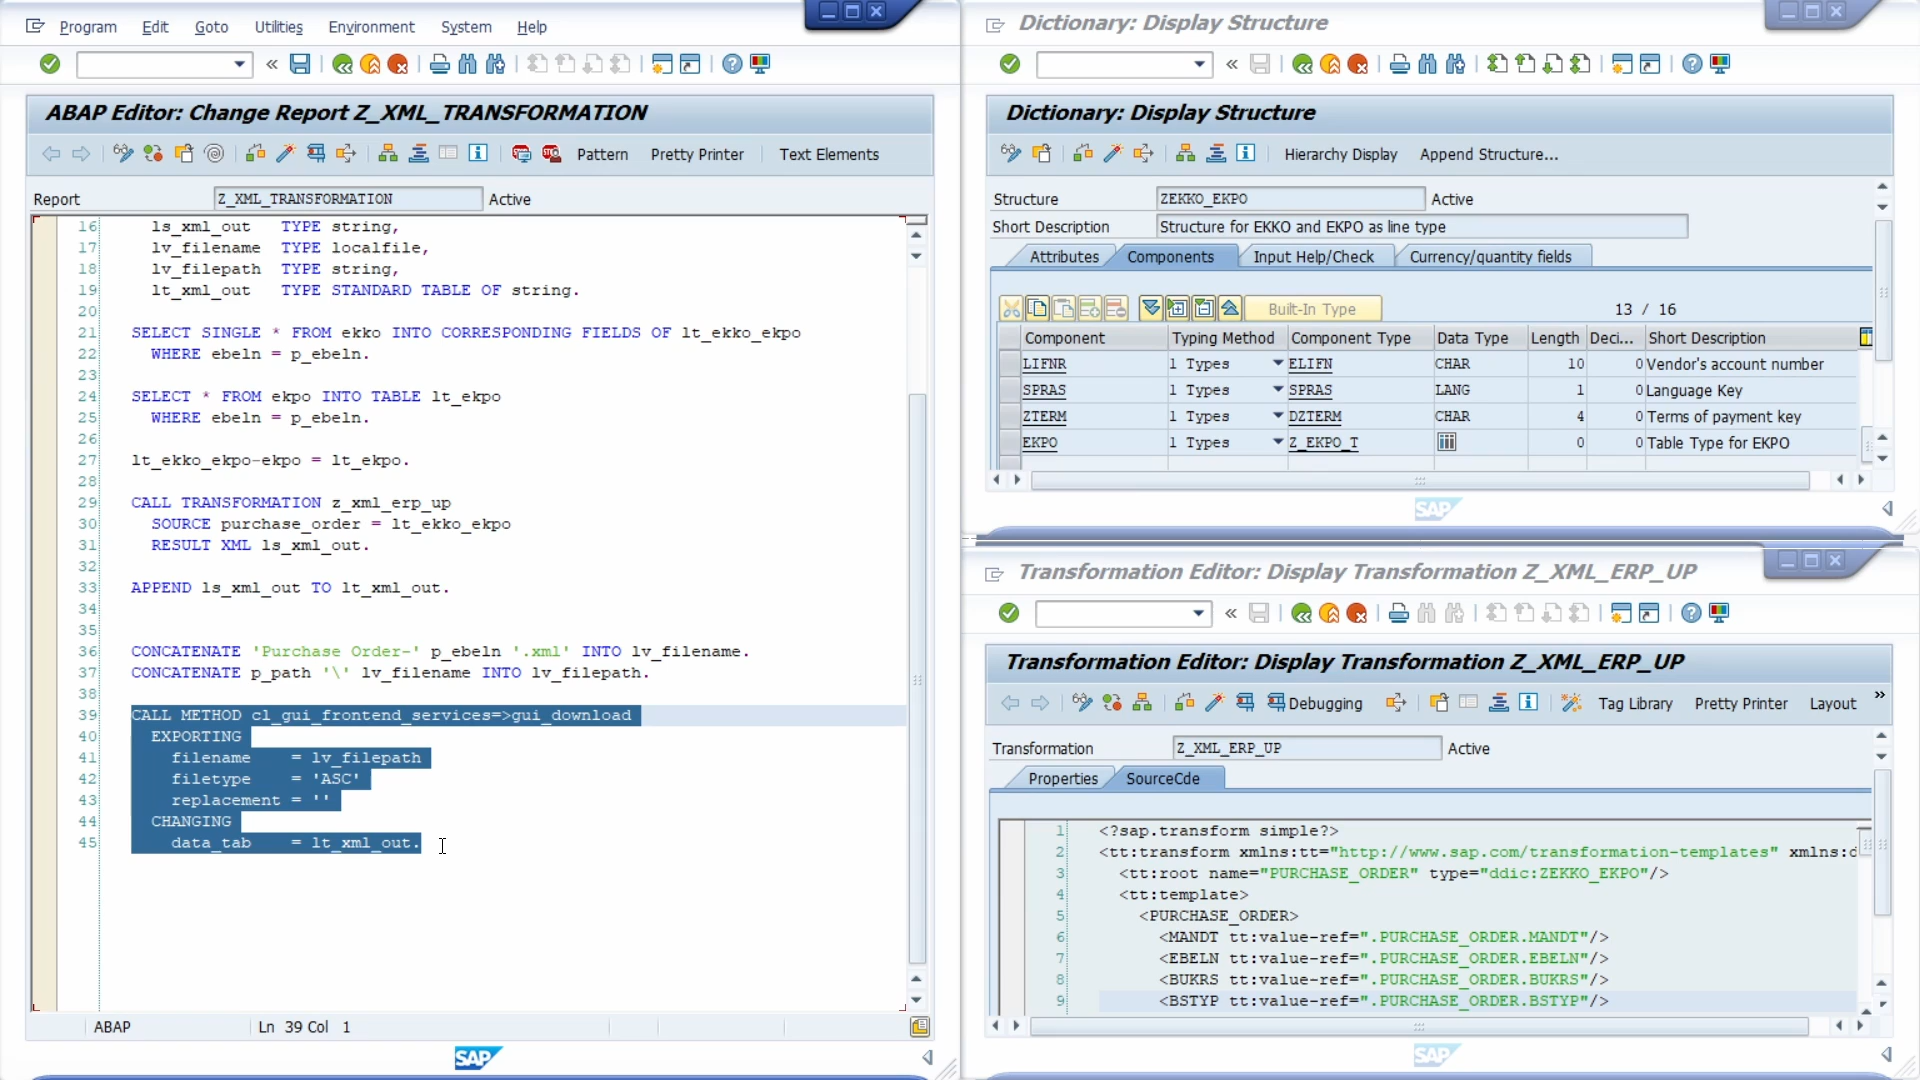 Program Edit Goto Utilities Environment System Help
ABAP Editor: Change Report Z_XML_TRANSFORMATION
Pattern Pretty Printer Text Elements
Report Z_XML_TRANSFORMATION Active
16 ls_xml_out TYPE string,
17 lv_filename TYPE localfile,
18 lv_filepath TYPE string,
19 lt_xml_out TYPE STANDARD TABLE OF string.
20
21 SELECT SINGLE * FROM ekko INTO CORRESPONDING FIELDS OF lt_ekko_ekpo
22 WHERE ebeln = p_ebeln.
23
24 SELECT * FROM ekpo INTO TABLE lt_ekpo
25 WHERE ebeln = p_ebeln.
26
27 lt_ekko_ekpo-ekpo = lt_ekpo.
28
29 CALL TRANSFORMATION z_xml_erp_up
30 SOURCE purchase_order = lt_ekko_ekpo
31 RESULT XML ls_xml_out.
32
33 APPEND ls_xml_out TO lt_xml_out.
34
35
36 CONCATENATE 'Purchase Order-' p_ebeln '.xml' INTO lv_filename.
37 CONCATENATE p_path '\' lv_filename INTO lv_filepath.
38
39 CALL METHOD cl_gui_frontend_services=>gui_download
40 EXPORTING
41 filename = lv_filepath
42 filetype = 'ASC'
43 replacement = ''
44 CHANGING
45 data_tab = lt_xml_out.
ABAP Ln 39 Col 1
SAP
Dictionary: Display Structure
Dictionary: Display Structure
Hierarchy Display Append Structure...
Structure ZEKKO_EKPO Active
Short Description Structure for EKKO and EKPO as line type
Attributes Components Input Help/Check Currency/quantity fields
Built-In Type 13 / 16
Component Typing Method Component Type Data Type Length Deci... Short Description
LIFNR 1 Types ELIFN CHAR 10 0 Vendor's account number
SPRAS 1 Types SPRAS LANG 1 0 Language Key
ZTERM 1 Types DZTERM CHAR 4 0 Terms of payment key
EKPO 1 Types Z_EKPO_T 0 0 Table Type for EKPO
SAP
Transformation Editor: Display Transformation Z_XML_ERP_UP
Transformation Editor: Display Transformation Z_XML_ERP_UP
Debugging Tag Library Pretty Printer Layout
Transformation Z_XML_ERP_UP Active
Properties SourceCde
1 <?sap.transform simple?>
2 <tt:transform xmlns:tt="http://www.sap.com/transformation-templates" xmlns:d
3 <tt:root name="PURCHASE_ORDER" type="ddic:ZEKKO_EKPO"/>
4 <tt:template>
5 <PURCHASE_ORDER>
6 <MANDT tt:value-ref=".PURCHASE_ORDER.MANDT"/>
7 <EBELN tt:value-ref=".PURCHASE_ORDER.EBELN"/>
8 <BUKRS tt:value-ref=".PURCHASE_ORDER.BUKRS"/>
9 <BSTYP tt:value-ref=".PURCHASE_ORDER.BSTYP"/>
SAP